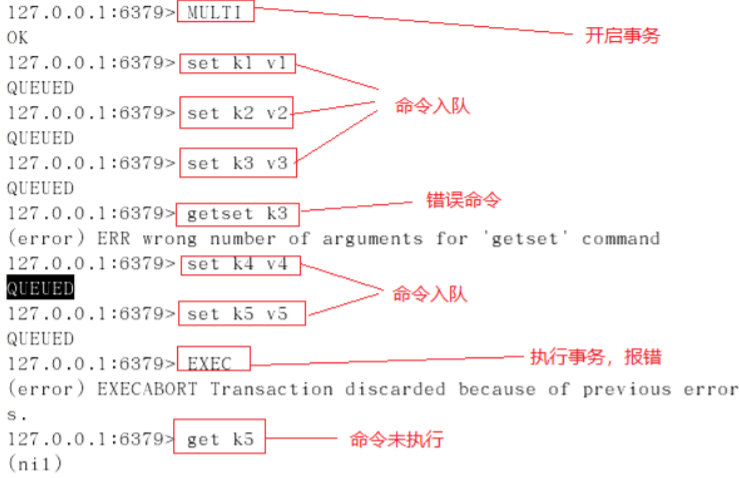 127.0.0.1:6379> MULTI
开启事务
OK
127.0.0.1:6379> set k1 v1
QUEUED
127.0.0.1:6379> set k2 v2
命令入队
QUEUED
127.0.0.1:6379> set k3 v3
QUEUED
127.0.0.1:6379> getset k3
错误命令
(error) ERR wrong number of arguments for 'getset' command
127.0.0.1:6379> set k4 v4
QUEUED
命令入队
127.0.0.1:6379> set k5 v5
QUEUED
127.0.0.1:6379> EXEC
执行事务，报错
(error) EXECABORT Transaction discarded because of previous error
s.
127.0.0.1:6379> get k5
命令未执行
(nil)